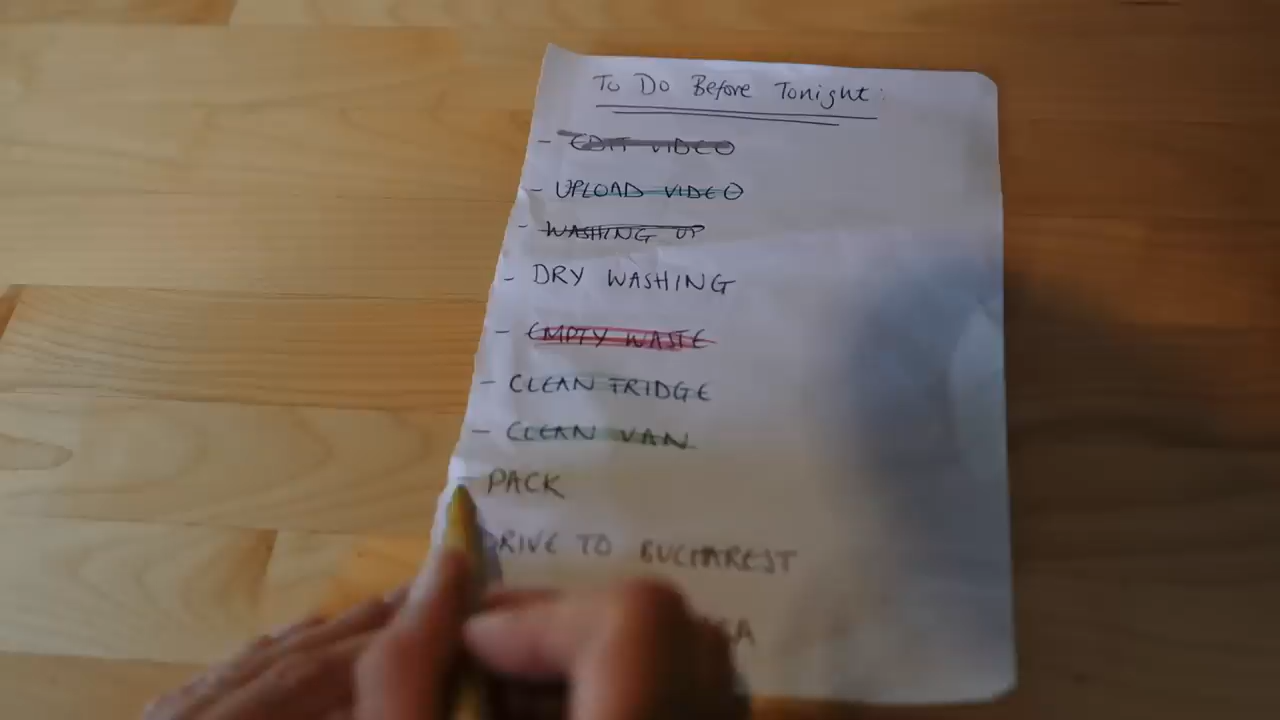 To Do Before Tonight:
- EDIT VIDEO
- UPLOAD VIDEO
- WASHING UP
- DRY WASHING
- EMPTY WASTE
- CLEAN FRIDGE
- CLEAN VAN
PACK
DRIVE TO BUCHAREST